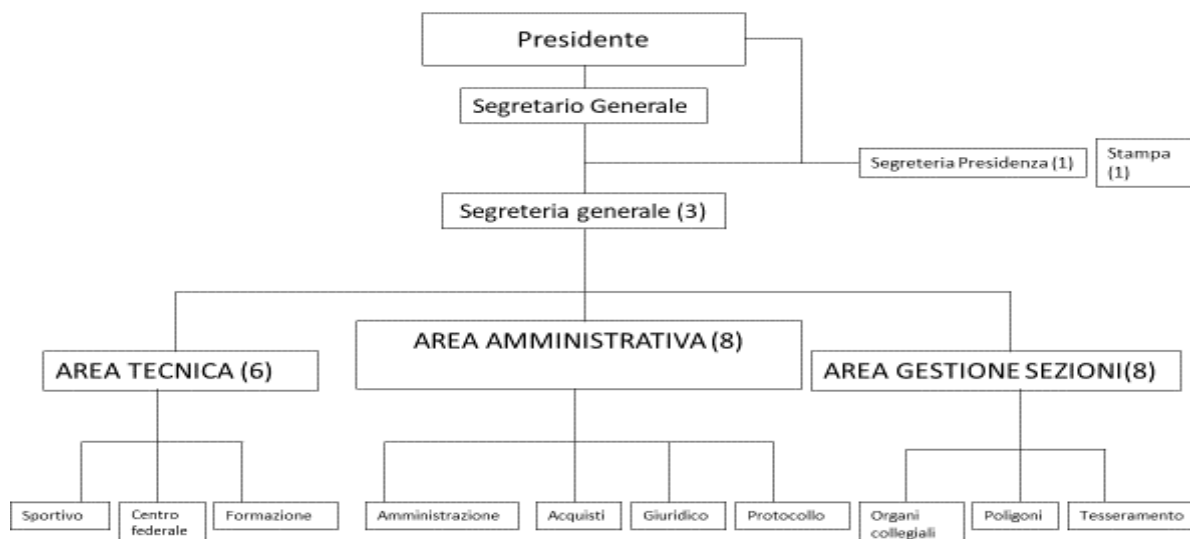 Presidente
Segretario Generale
Segreteria Presidenza (1)
Stampa
(1)
Segreteria generale (3)
AREA TECNICA (6)
AREA AMMINISTRATIVA (8)
AREA GESTIONE SEZIONI(8)
Sportivo
Centro
federale
Formazione
Amministrazione
Acquisti
Giuridico
Protocollo
Organi
collegiali
Poligoni
Tesseramento